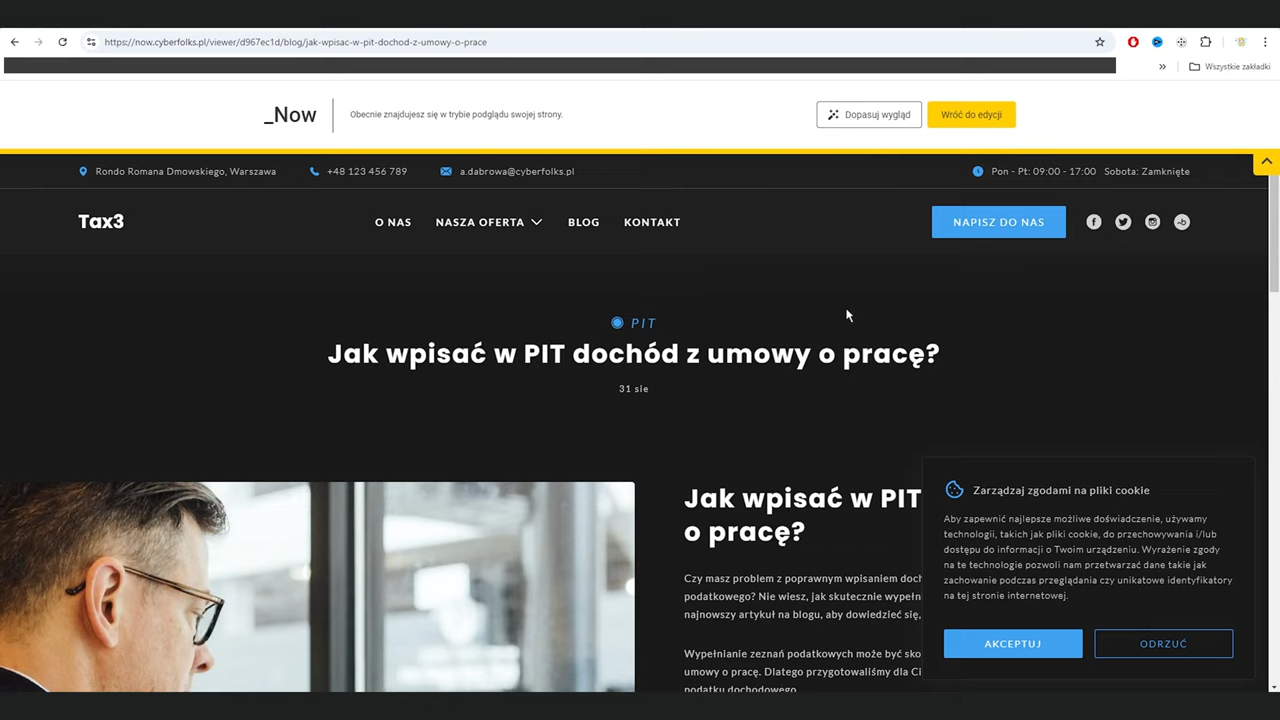 https://now.cyberfolks.pl/viewer/d967ec1d/blog/jak-wpisac-w-pit-dochod-z-umowy-o-prace
Wszystkie zakładki
_Now
Obecnie znajdujesz się w trybie podglądu swojej strony.
Dopasuj wygląd
Wróć do edycji
Rondo Romana Dmowskiego, Warszawa
+48 123 456 789
a.dabrowa@cyberfolks.pl
Pon - Pt: 09:00 - 17:00 Sobota: Zamknięte
Tax3
O NAS
NASZA OFERTA
BLOG
KONTAKT
NAPISZ DO NAS
PIT
Jak wpisać w PIT dochód z umowy o pracę?
31 sie
Jak wpisać w PIT
o pracę?
Czy masz problem z poprawnym wpisaniem doch
podatkowego? Nie wiesz, jak skutecznie wypełn
najnowszy artykuł na blogu, aby dowiedzieć się,
Wypełnianie zeznań podatkowych może być sko
umowy o pracę. Dlatego przygotowaliśmy dla Ci
podatku dochodowego.
Zarządzaj zgodami na pliki cookie
Aby zapewnić najlepsze możliwe doświadczenie, używamy
technologii, takich jak pliki cookie, do przechowywania i/lub
dostępu do informacji o Twoim urządzeniu. Wyrażenie zgody
na te technologie pozwoli nam przetwarzać dane takie jak
zachowanie podczas przeglądania czy unikatowe identyfikatory
na tej stronie internetowej.
AKCEPTUJ
ODRZUĆ